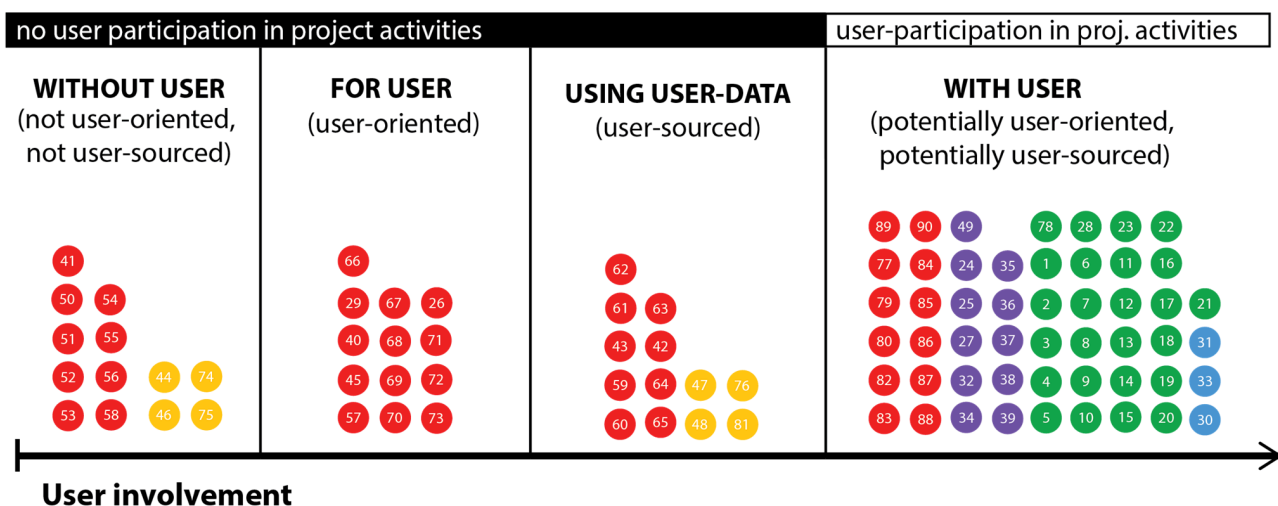 no user participation in project activities
user-participation in proj. activities
WITHOUT USER
(not user-oriented,
not user-sourced)
FOR USER
(user-oriented)
USING USER-DATA
(user-sourced)
WITH USER
(potentially user-oriented,
potentially user-sourced)
41
50 54
51 55
52 56 44 74
53 58 46 75
66
29 67 26
40 68 71
45 69 72
57 70 73
62
61 63
43 42
59 64 47 76
60 65 48 81
89 90 49 78 28 23 22
77 84 24 35 1 6 11 16
79 85 25 36 2 7 12 17 21
80 86 27 37 3 8 13 18 31
82 87 32 38 4 9 14 19 33
83 88 34 39 5 10 15 20 30
User involvement